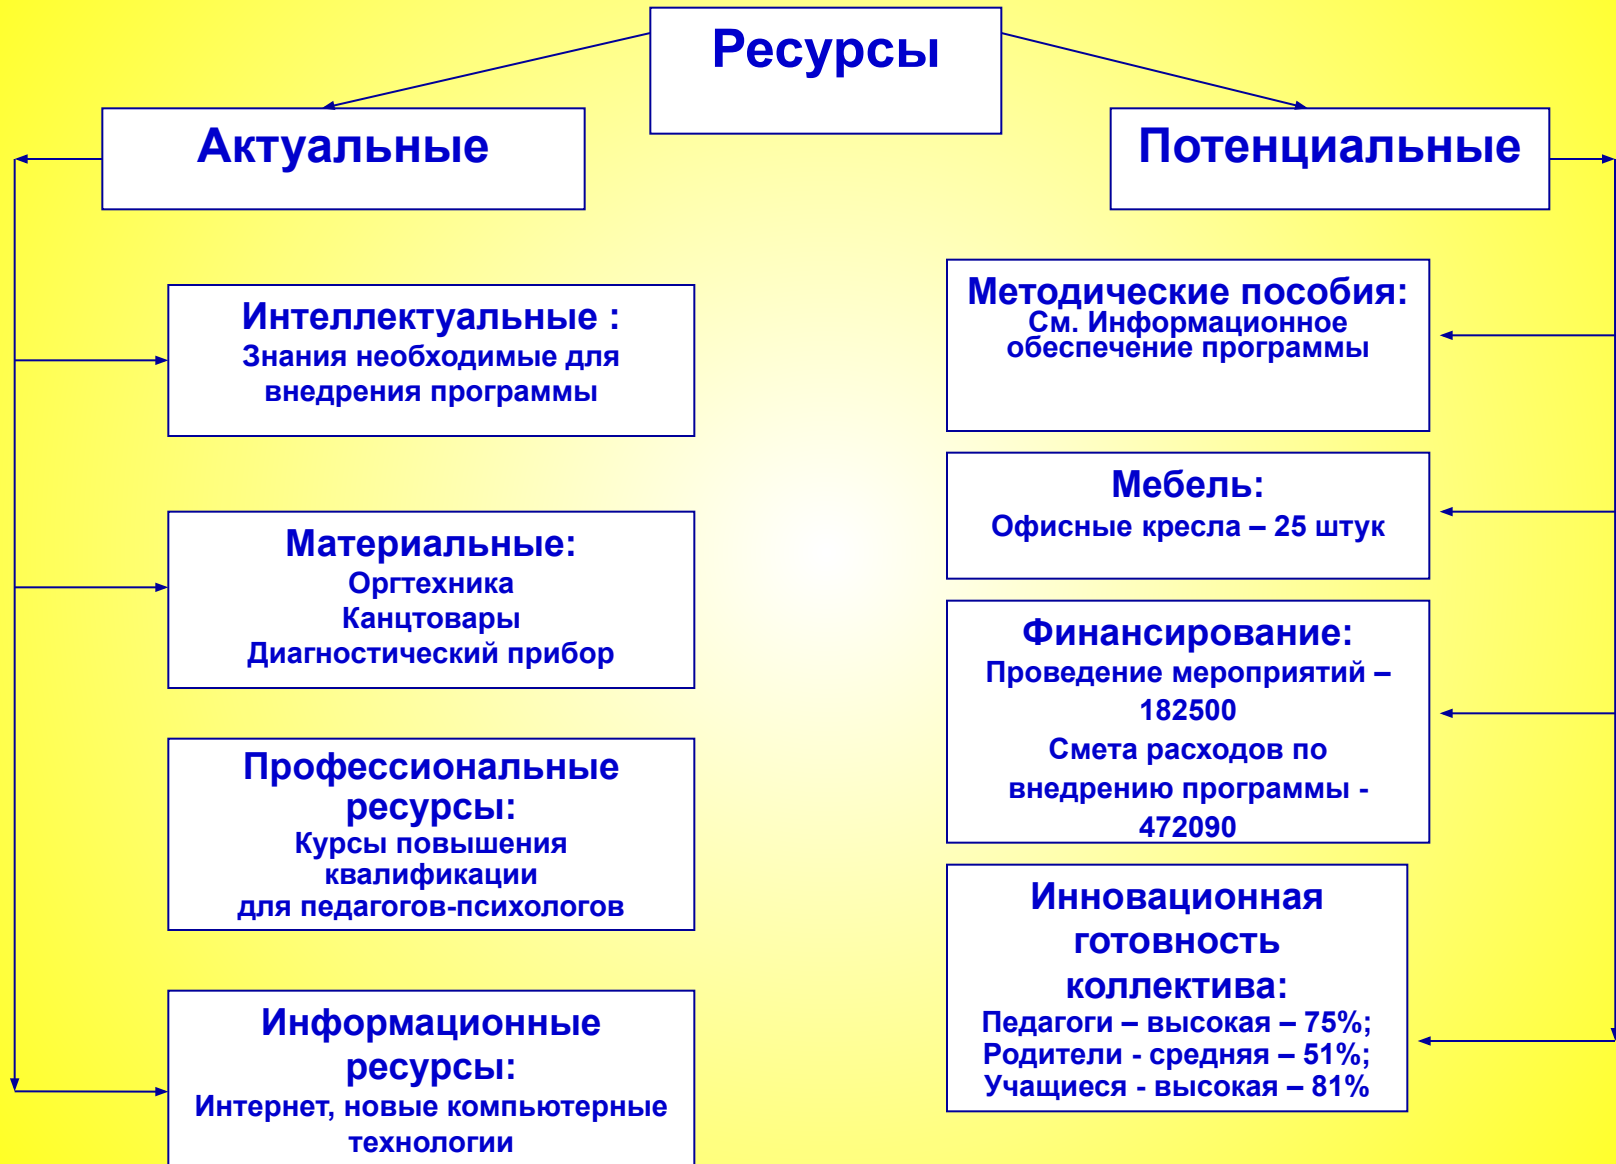 Ресурсы
Актуальные
Потенциальные
Интеллектуальные :
Знания необходимые для
внедрения программы
Материальные:
Оргтехника
Канцтовары
Диагностический прибор
Профессиональные
ресурсы:
Курсы повышения
квалификации
для педагогов-психологов
Информационные
ресурсы:
Интернет, новые компьютерные
технологии
Методические пособия:
См. Информационное
обеспечение программы
Мебель:
Офисные кресла – 25 штук
Финансирование:
Проведение мероприятий –
182500
Смета расходов по
внедрению программы -
472090
Инновационная
готовность
коллектива:
Педагоги – высокая – 75%;
Родители - средняя – 51%;
Учащиеся - высокая – 81%